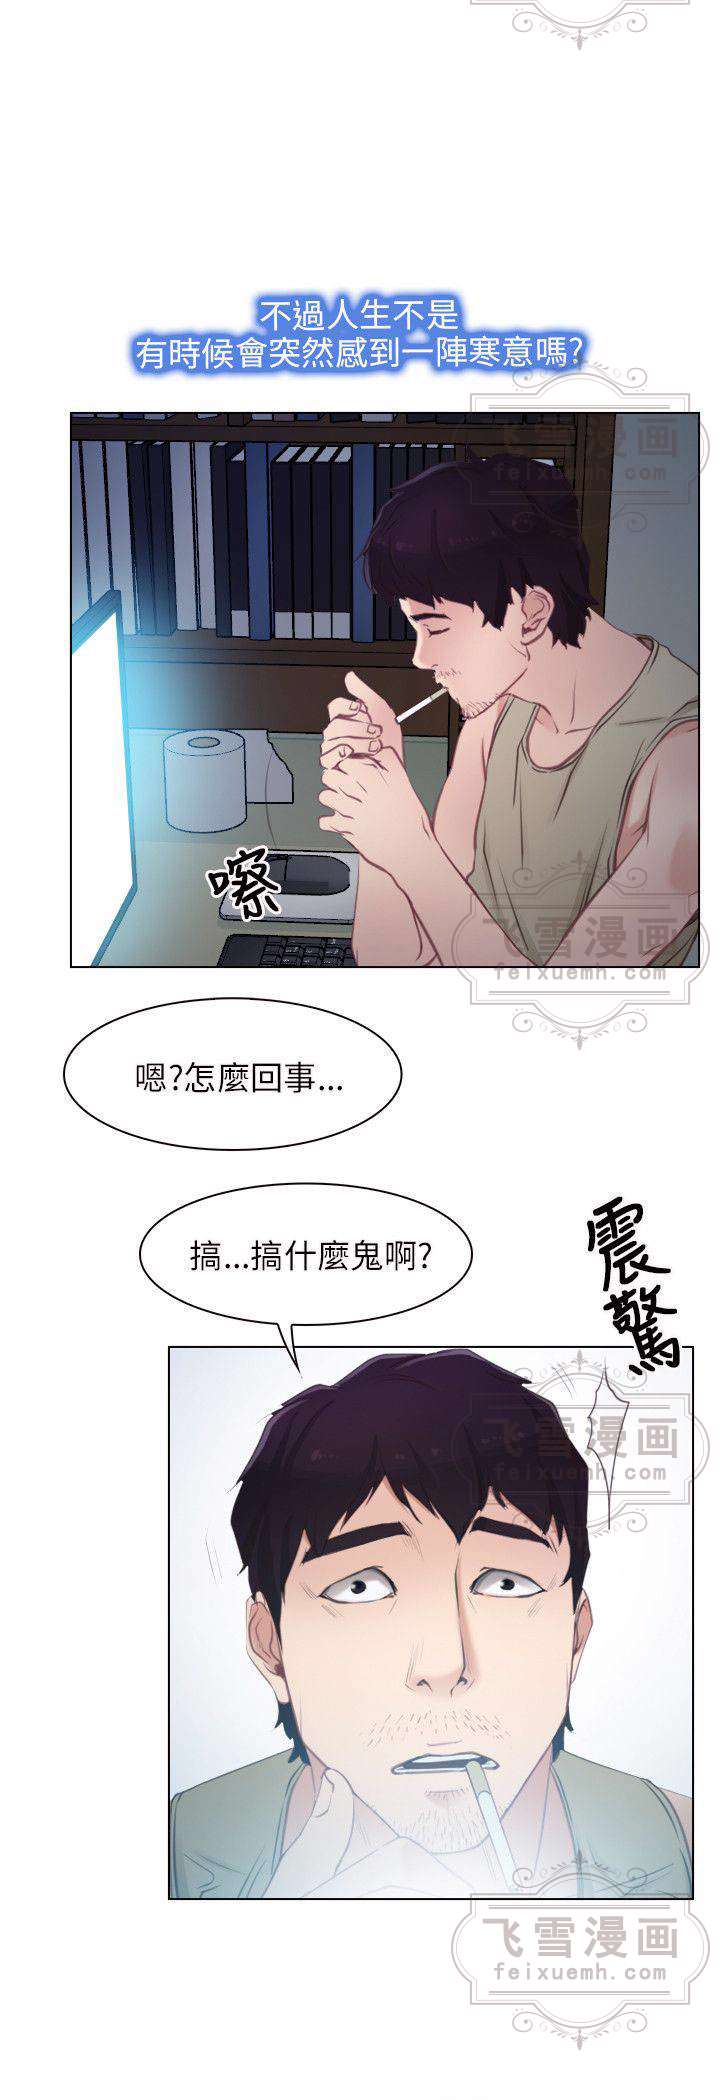 不過人生不是
有時候會突然感到一陣寒意嗎?
飞雪漫画
feixuemh.com
嚓
飞雪漫画
feixuemh.com
嗯?怎麼回事...
搞...搞什麼鬼啊?
震驚
飞雪漫画
feixuemh.com
飞雪漫画
feixuemh.com